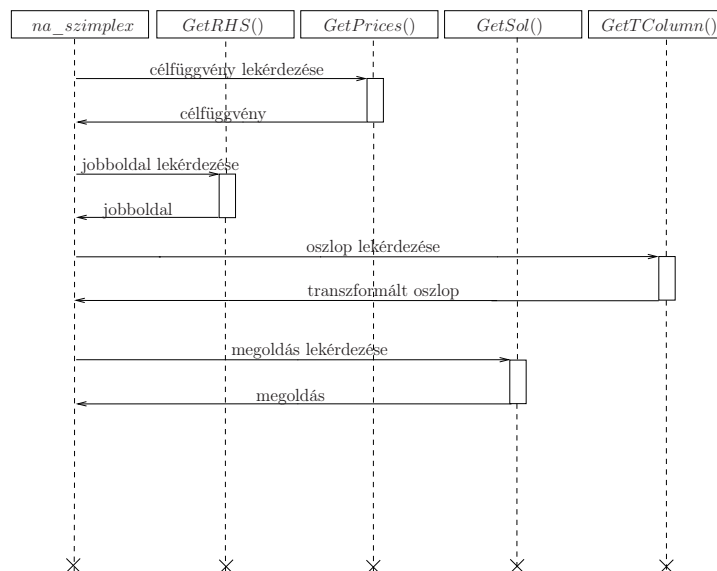 na_szimplex
GetRHS()
GetPrices()
GetSol()
GetTColumn()
célfüggvény lekérdezése
célfüggvény
jobboldal lekérdezése
jobboldal
oszlop lekérdezése
transzformált oszlop
megoldás lekérdezése
megoldás